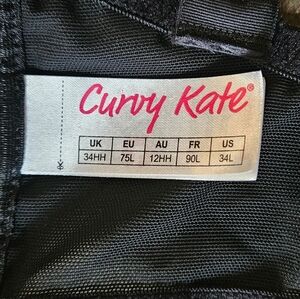 Curvy Kate®
UK EU AU FR US
34HH 75L 12HH 90L 34L